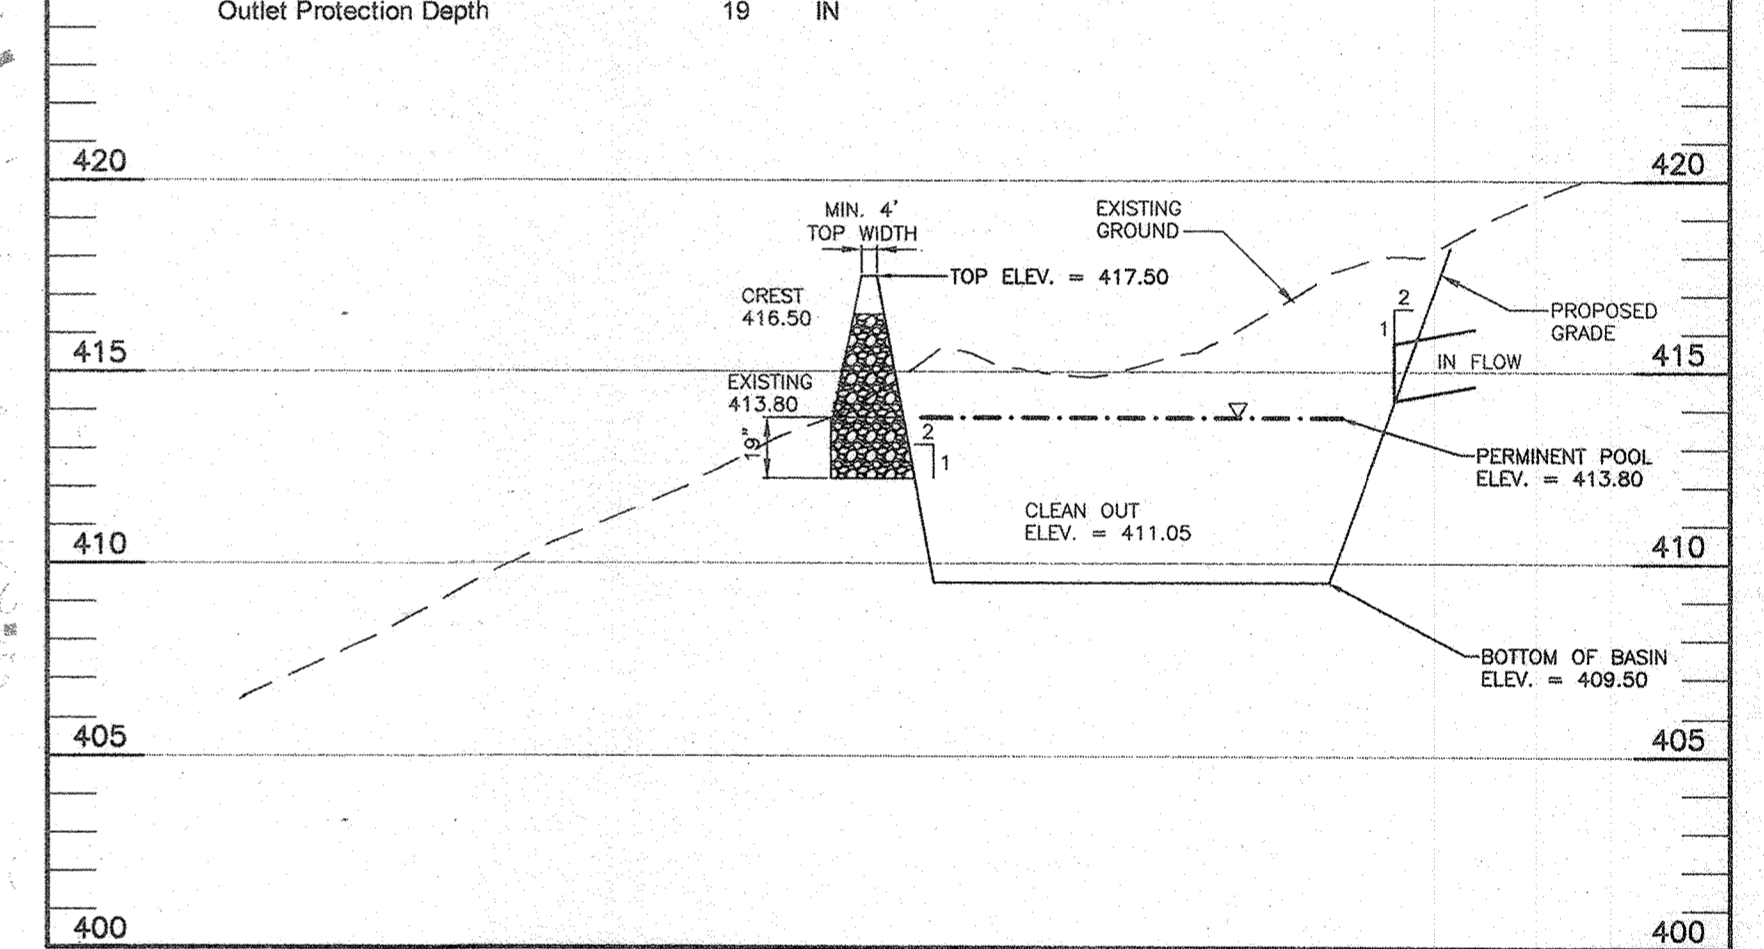 Outlet Protection Depth 19 IN
420
420
MIN. 4'
TOP WIDTH
EXISTING
GROUND
TOP ELEV. = 417.50
CREST
416.50
2
1
PROPOSED
GRADE
415
415
IN FLOW
EXISTING
413.80
19"
2
1
PERMINENT POOL
ELEV. = 413.80
CLEAN OUT
ELEV. = 411.05
410
410
BOTTOM OF BASIN
ELEV. = 409.50
405
405
400
400